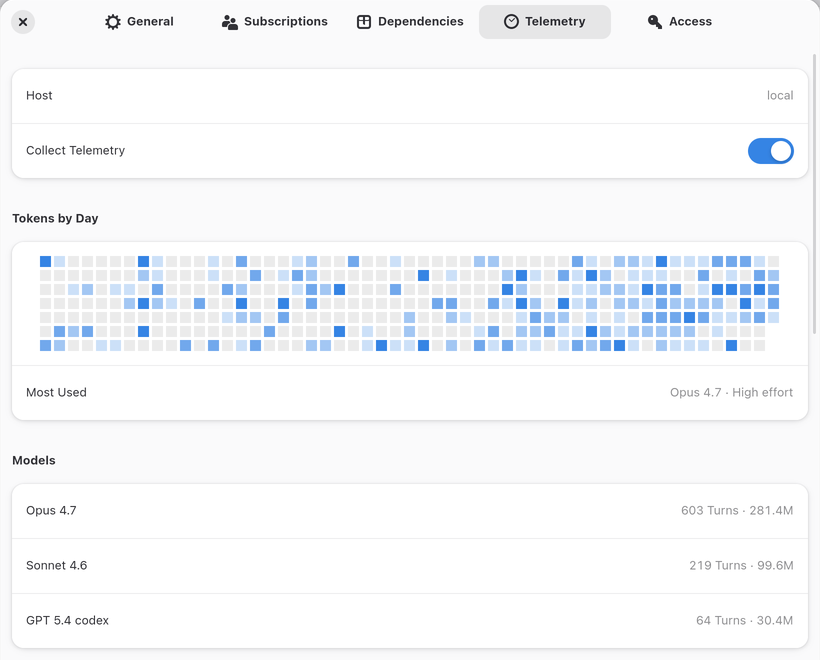 General
Subscriptions
Dependencies
Telemetry
Access
Host
local
Collect Telemetry
Tokens by Day
Most Used
Opus 4.7 · High effort
Models
Opus 4.7
603 Turns · 281.4M
Sonnet 4.6
219 Turns · 99.6M
GPT 5.4 codex
64 Turns · 30.4M